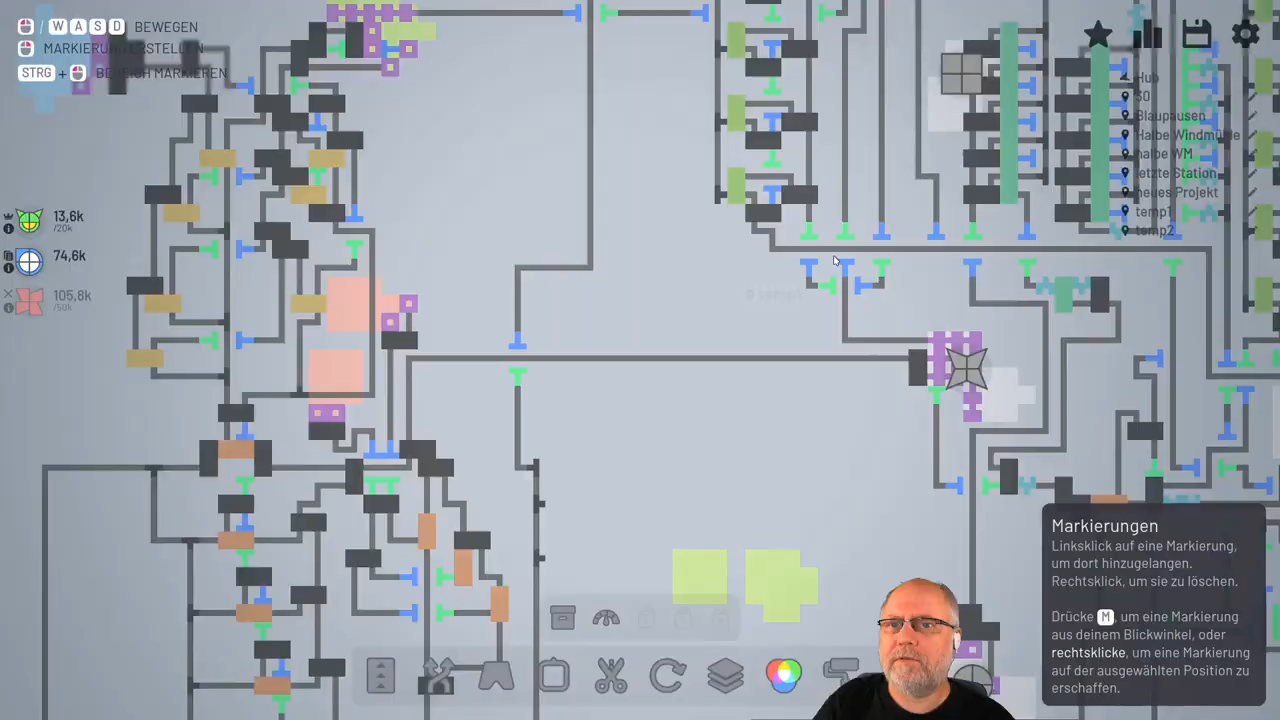 / W A S D BEWEGEN
MARKIERUNG ERSTELLEN
STRG + BEREICH MARKIEREN
13,6k
/20k
74,6k
105,8k
/50k
Hub
SO
Blaupausen
Halbe Windmühle
halbe WM
letzte Station
neues Projekt
temp1
temp2
temp1
Markierungen
Linksklick auf eine Markierung,
um dort hinzugelangen.
Rechtsklick, um sie zu löschen.
Drücke M, um eine Markierung
aus deinem Blickwinkel, oder
rechtsklicke, um eine Markierung
auf der ausgewählten Position zu
erschaffen.